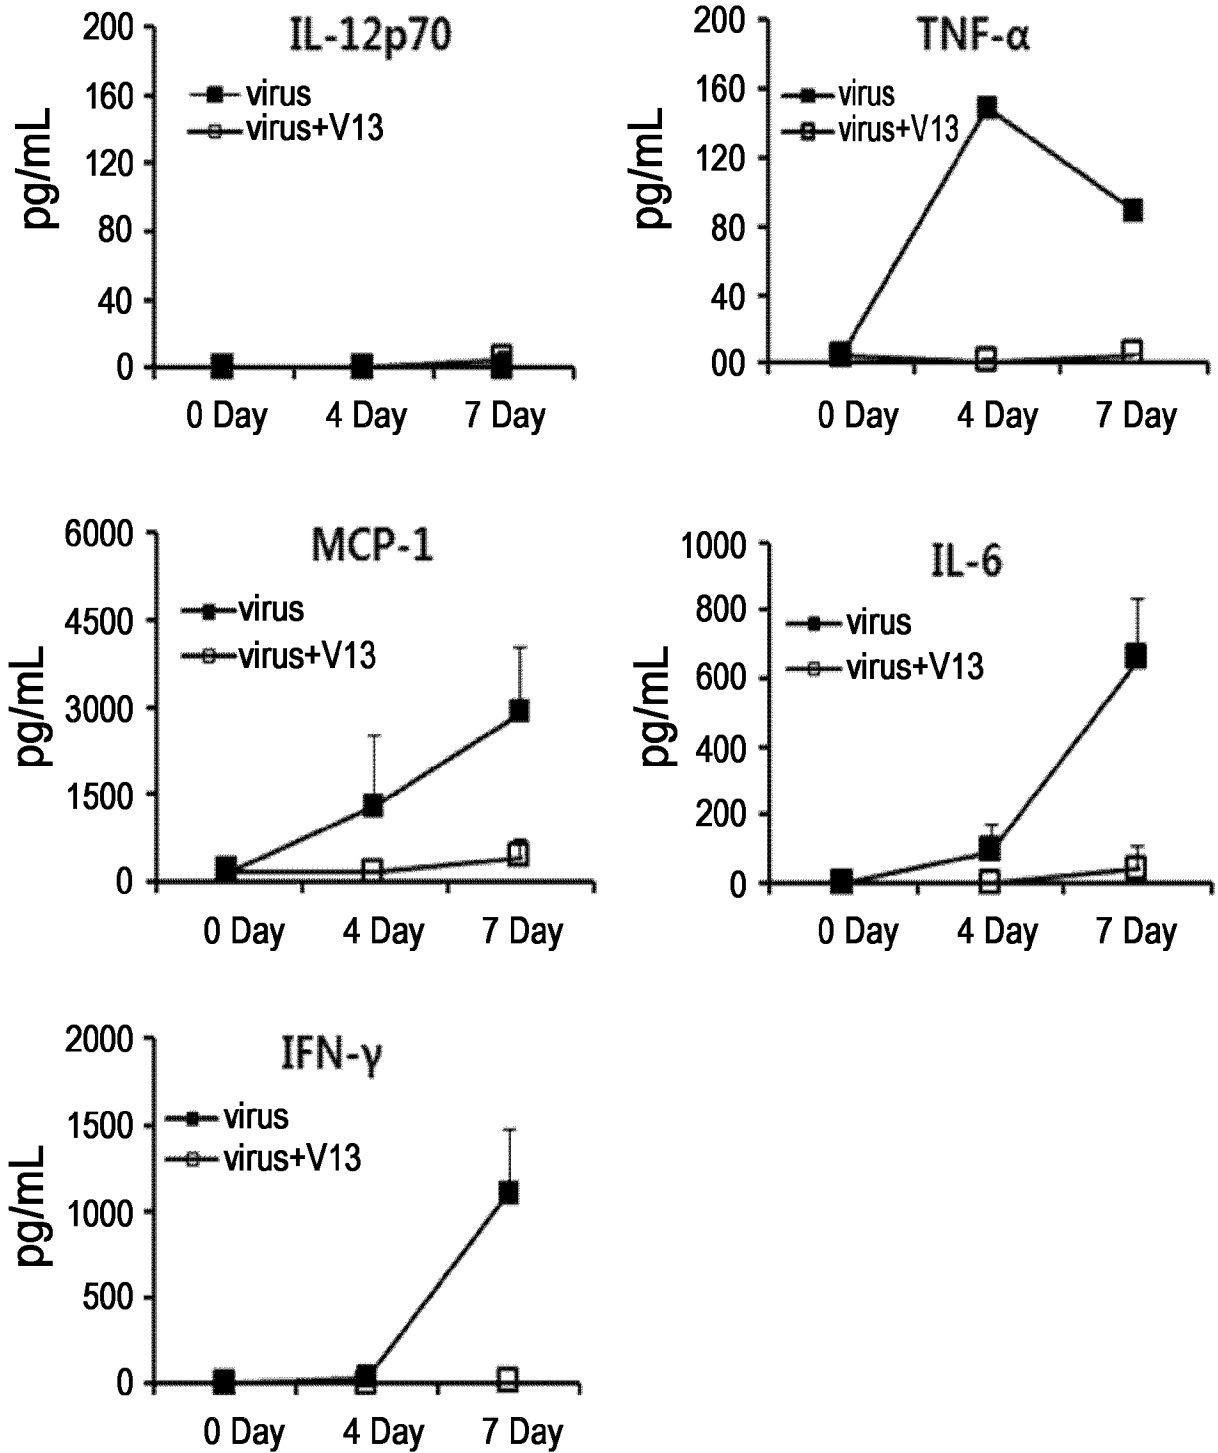 IL-12p70
200
160
120
80
40
0
pg/mL
virus
virus+V13
0 Day 4 Day 7 Day
TNF-α
200
160
120
80
40
00
pg/mL
virus
virus+V13
0 Day 4 Day 7 Day
MCP-1
6000
4500
3000
1500
0
pg/mL
virus
virus+V13
0 Day 4 Day 7 Day
IL-6
1000
800
600
400
200
0
pg/mL
virus
virus+V13
0 Day 4 Day 7 Day
IFN-γ
2000
1500
1000
500
0
pg/mL
virus
virus+V13
0 Day 4 Day 7 Day